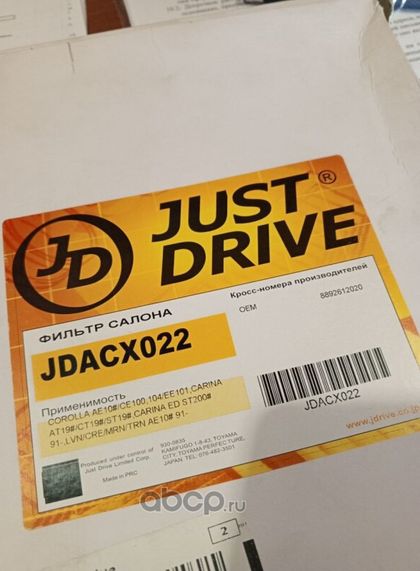 JD
JUST ®
DRIVE
ФИЛЬТР САЛОНА
JDACX022
Кросс-номера производителей
OEM 8892612020
Применимость
COROLLA AE10#/CE100,104/EE101,CARINA
AT19#/CT19#/ST19#,CARINA ED ST200#
91-,LVN/CRE/MRN/TRN AE10# 91-
JDACX022
Produced under control of
Just Drive Limited Corp.
Made in PRC
930-0835
KAMIFUGO 1-8-43, TOYAMA
CITY, TOYAMA PERFECTURE,
JAPAN. TEL: 076-482-3501
www.jdrive.co.jp
abcp.ru
2